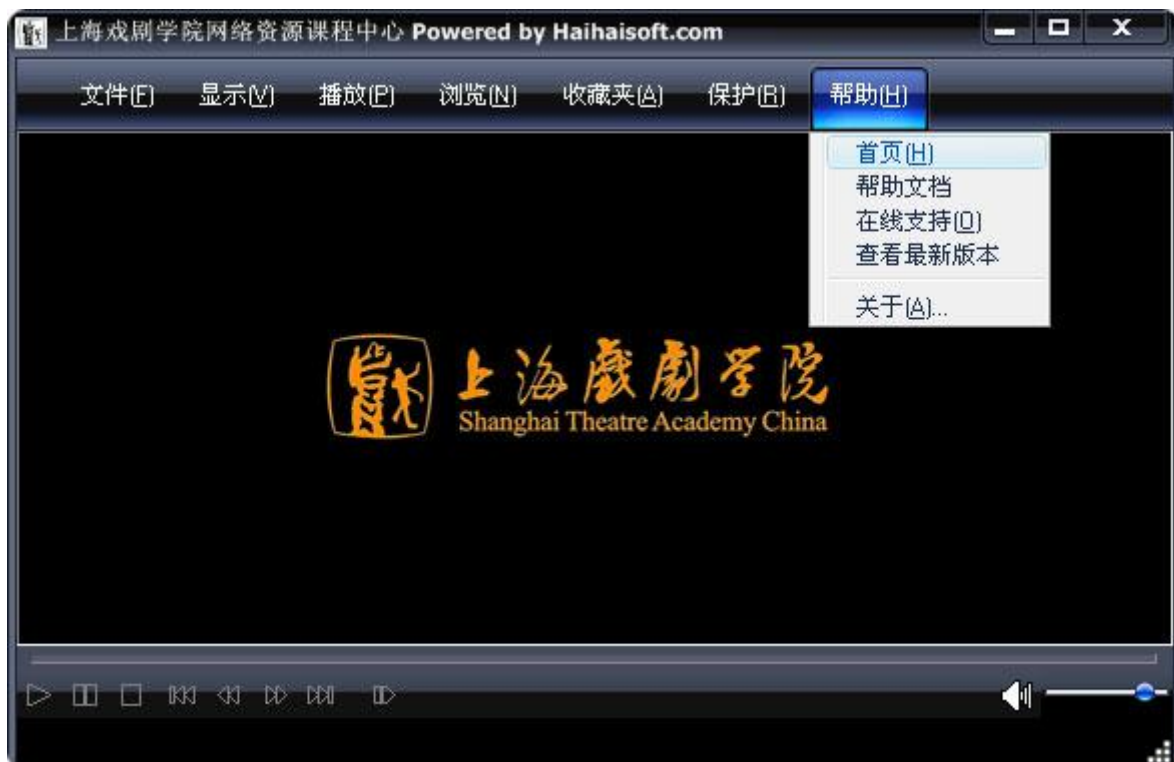 上海戏剧学院网络资源课程中心 Powered by Haihaisoft.com
文件(F) 显示(V) 播放(P) 浏览(N) 收藏夹(A) 保护(R) 帮助(H)
首页(H)
帮助文档
在线支持(O)
查看最新版本
关于(A)...
上海戲劇学院
Shanghai Theatre Academy China